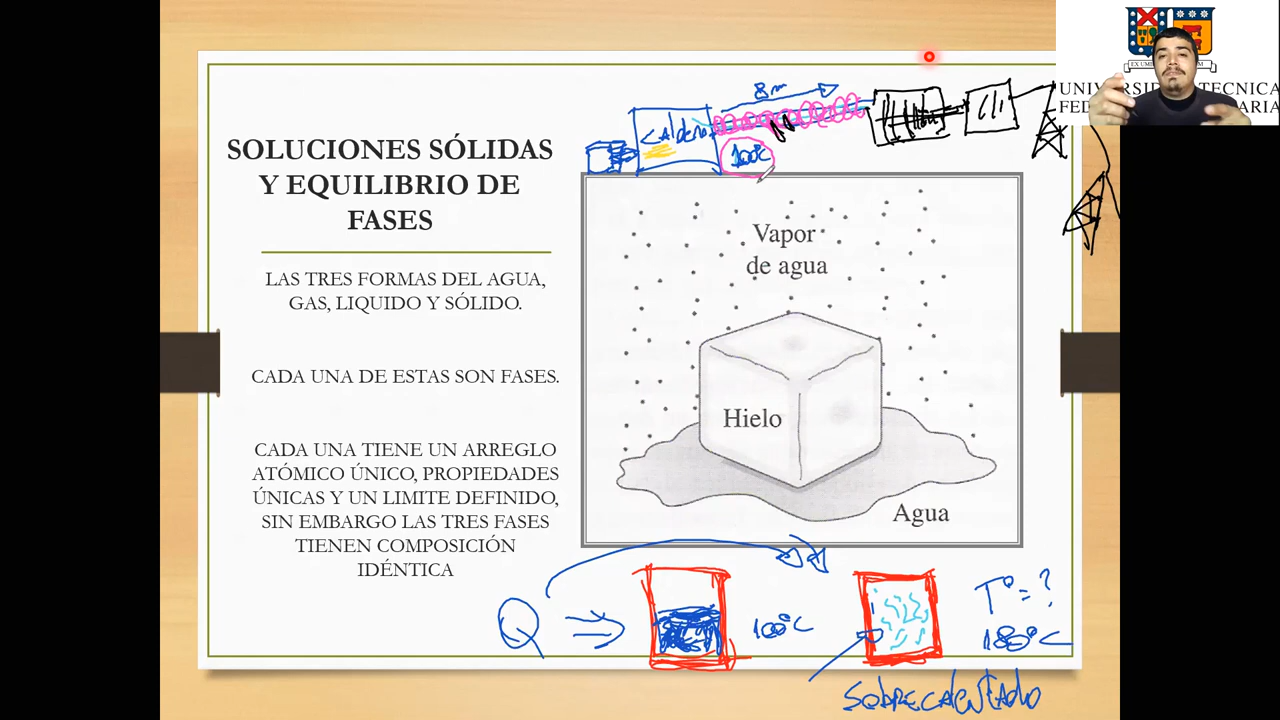 SOLUCIONES SÓLIDAS
Y EQUILIBRIO DE
FASES
LAS TRES FORMAS DEL AGUA,
GAS, LIQUIDO Y SÓLIDO.
CADA UNA DE ESTAS SON FASES.
CADA UNA TIENE UN ARREGLO
ATÓMICO ÚNICO, PROPIEDADES
ÚNICAS Y UN LIMITE DEFINIDO,
SIN EMBARGO LAS TRES FASES
TIENEN COMPOSICIÓN
IDÉNTICA
8m
Caldera
100°C
Vapor
de agua
Hielo
Agua
Q
100°C
T° = ?
180°C
SOBRECALENTADO
EX UMB